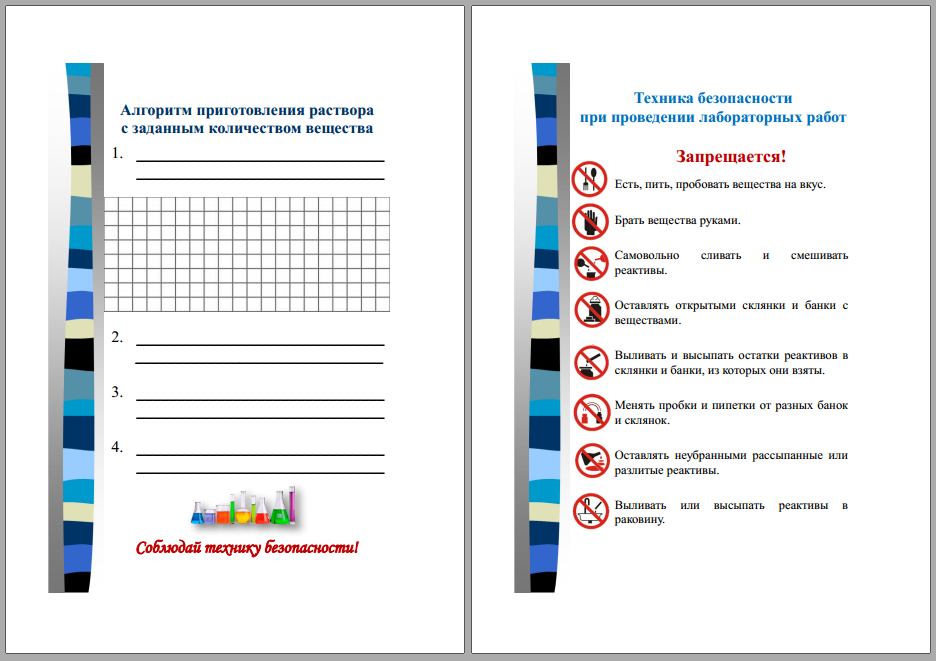 Алгоритм приготовления раствора
с заданным количеством вещества
1.
2.
3.
4.
Соблюдай технику безопасности!
Техника безопасности
при проведении лабораторных работ
Запрещается!
Есть, пить, пробовать вещества на вкус.
Брать вещества руками.
Самовольно сливать и смешивать
реактивы.
Оставлять открытыми склянки и банки с
веществами.
Выливать и высыпать остатки реактивов в
склянки и банки, из которых они взяты.
Менять пробки и пипетки от разных банок
и склянок.
Оставлять неубранными рассыпанные или
разлитые реактивы.
Выливать или высыпать реактивы в
раковину.